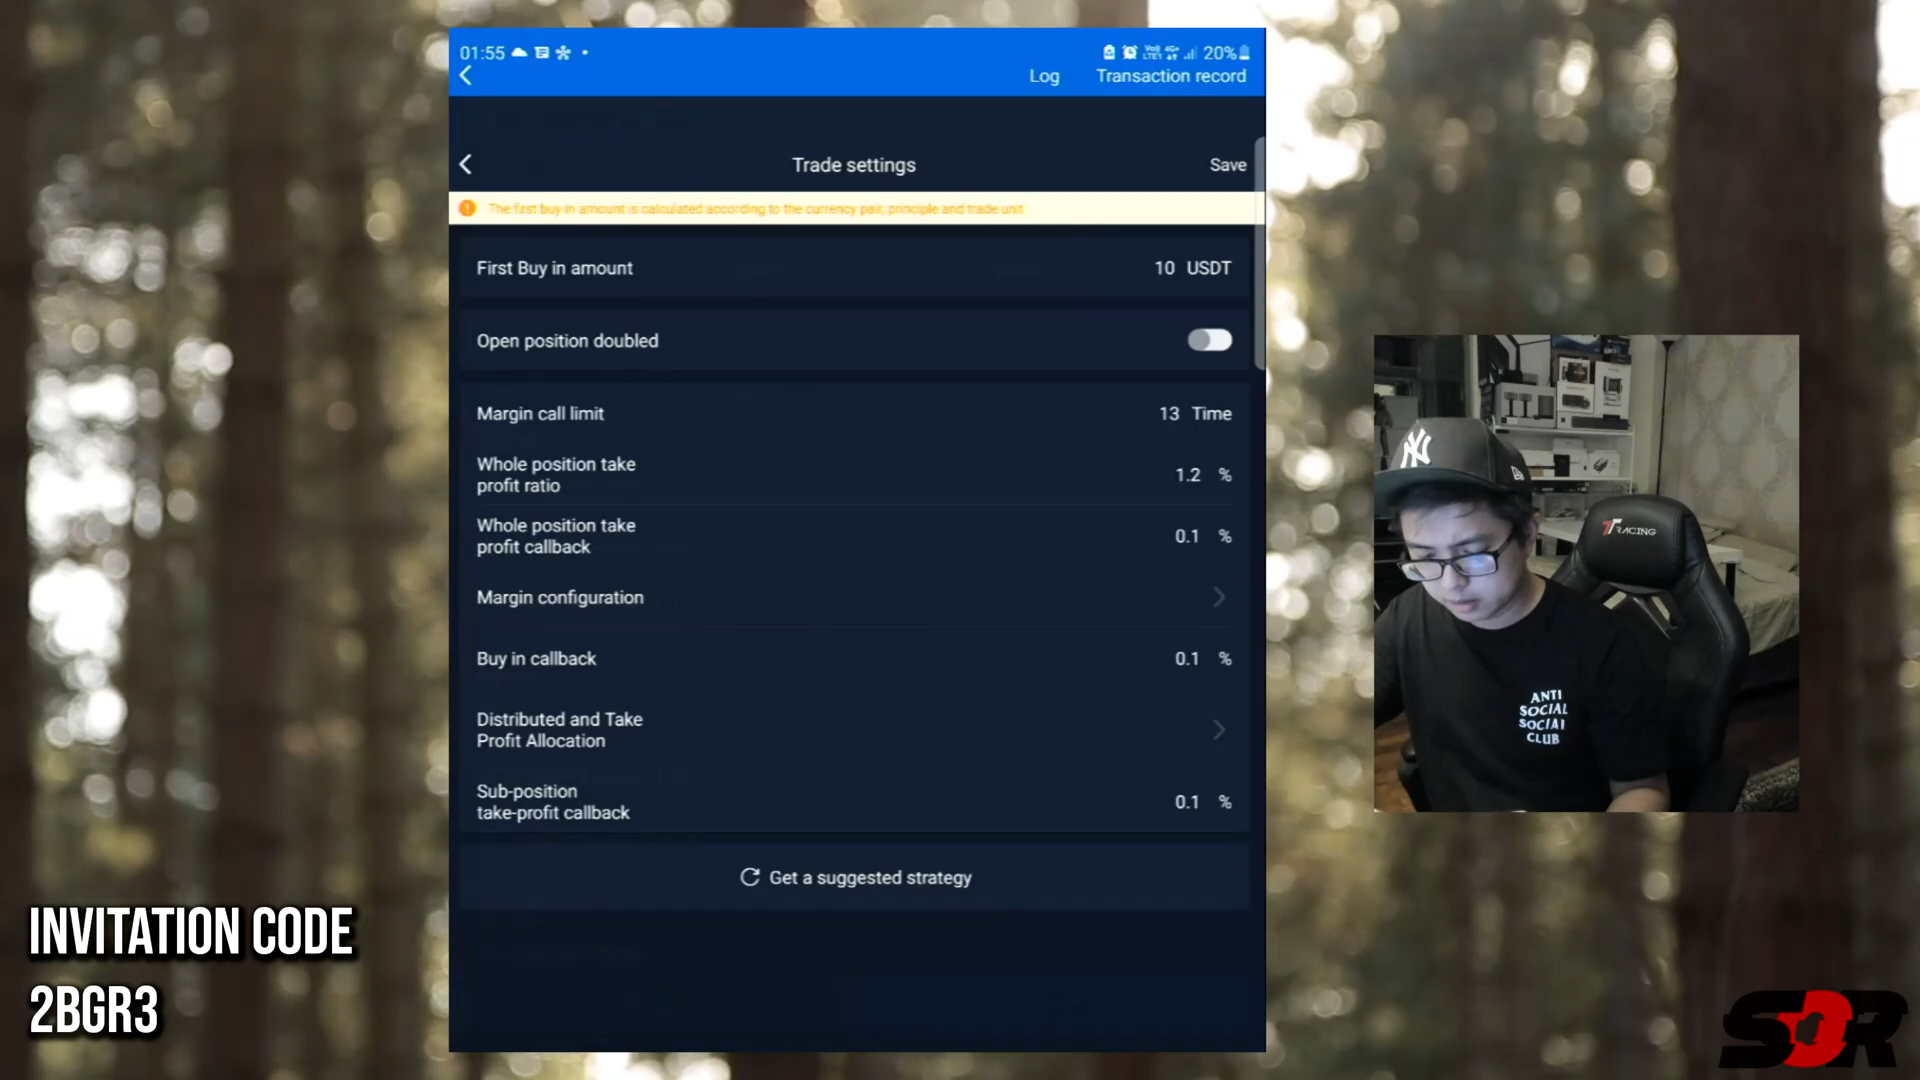 01:55
20%
Log Transaction record
Trade settings Save
The first buy in amount is calculated according to the currency pair, principle and trade unit
First Buy in amount 10 USDT
Open position doubled
Margin call limit 13 Time
Whole position take
profit ratio 1.2 %
Whole position take
profit callback 0.1 %
Margin configuration
Buy in callback 0.1 %
Distributed and Take
Profit Allocation
Sub-position
take-profit callback 0.1 %
Get a suggested strategy
INVITATION CODE
2BGR3
NY
RACING
ANTI
SOCIAL
SOCIAL
CLUB
SDR